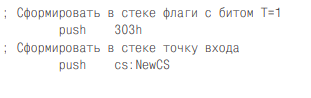 ; Сформировать в стеке флаги с битом T=1
push 303h
; Сформировать в стеке точку входа
push cs:NewCS